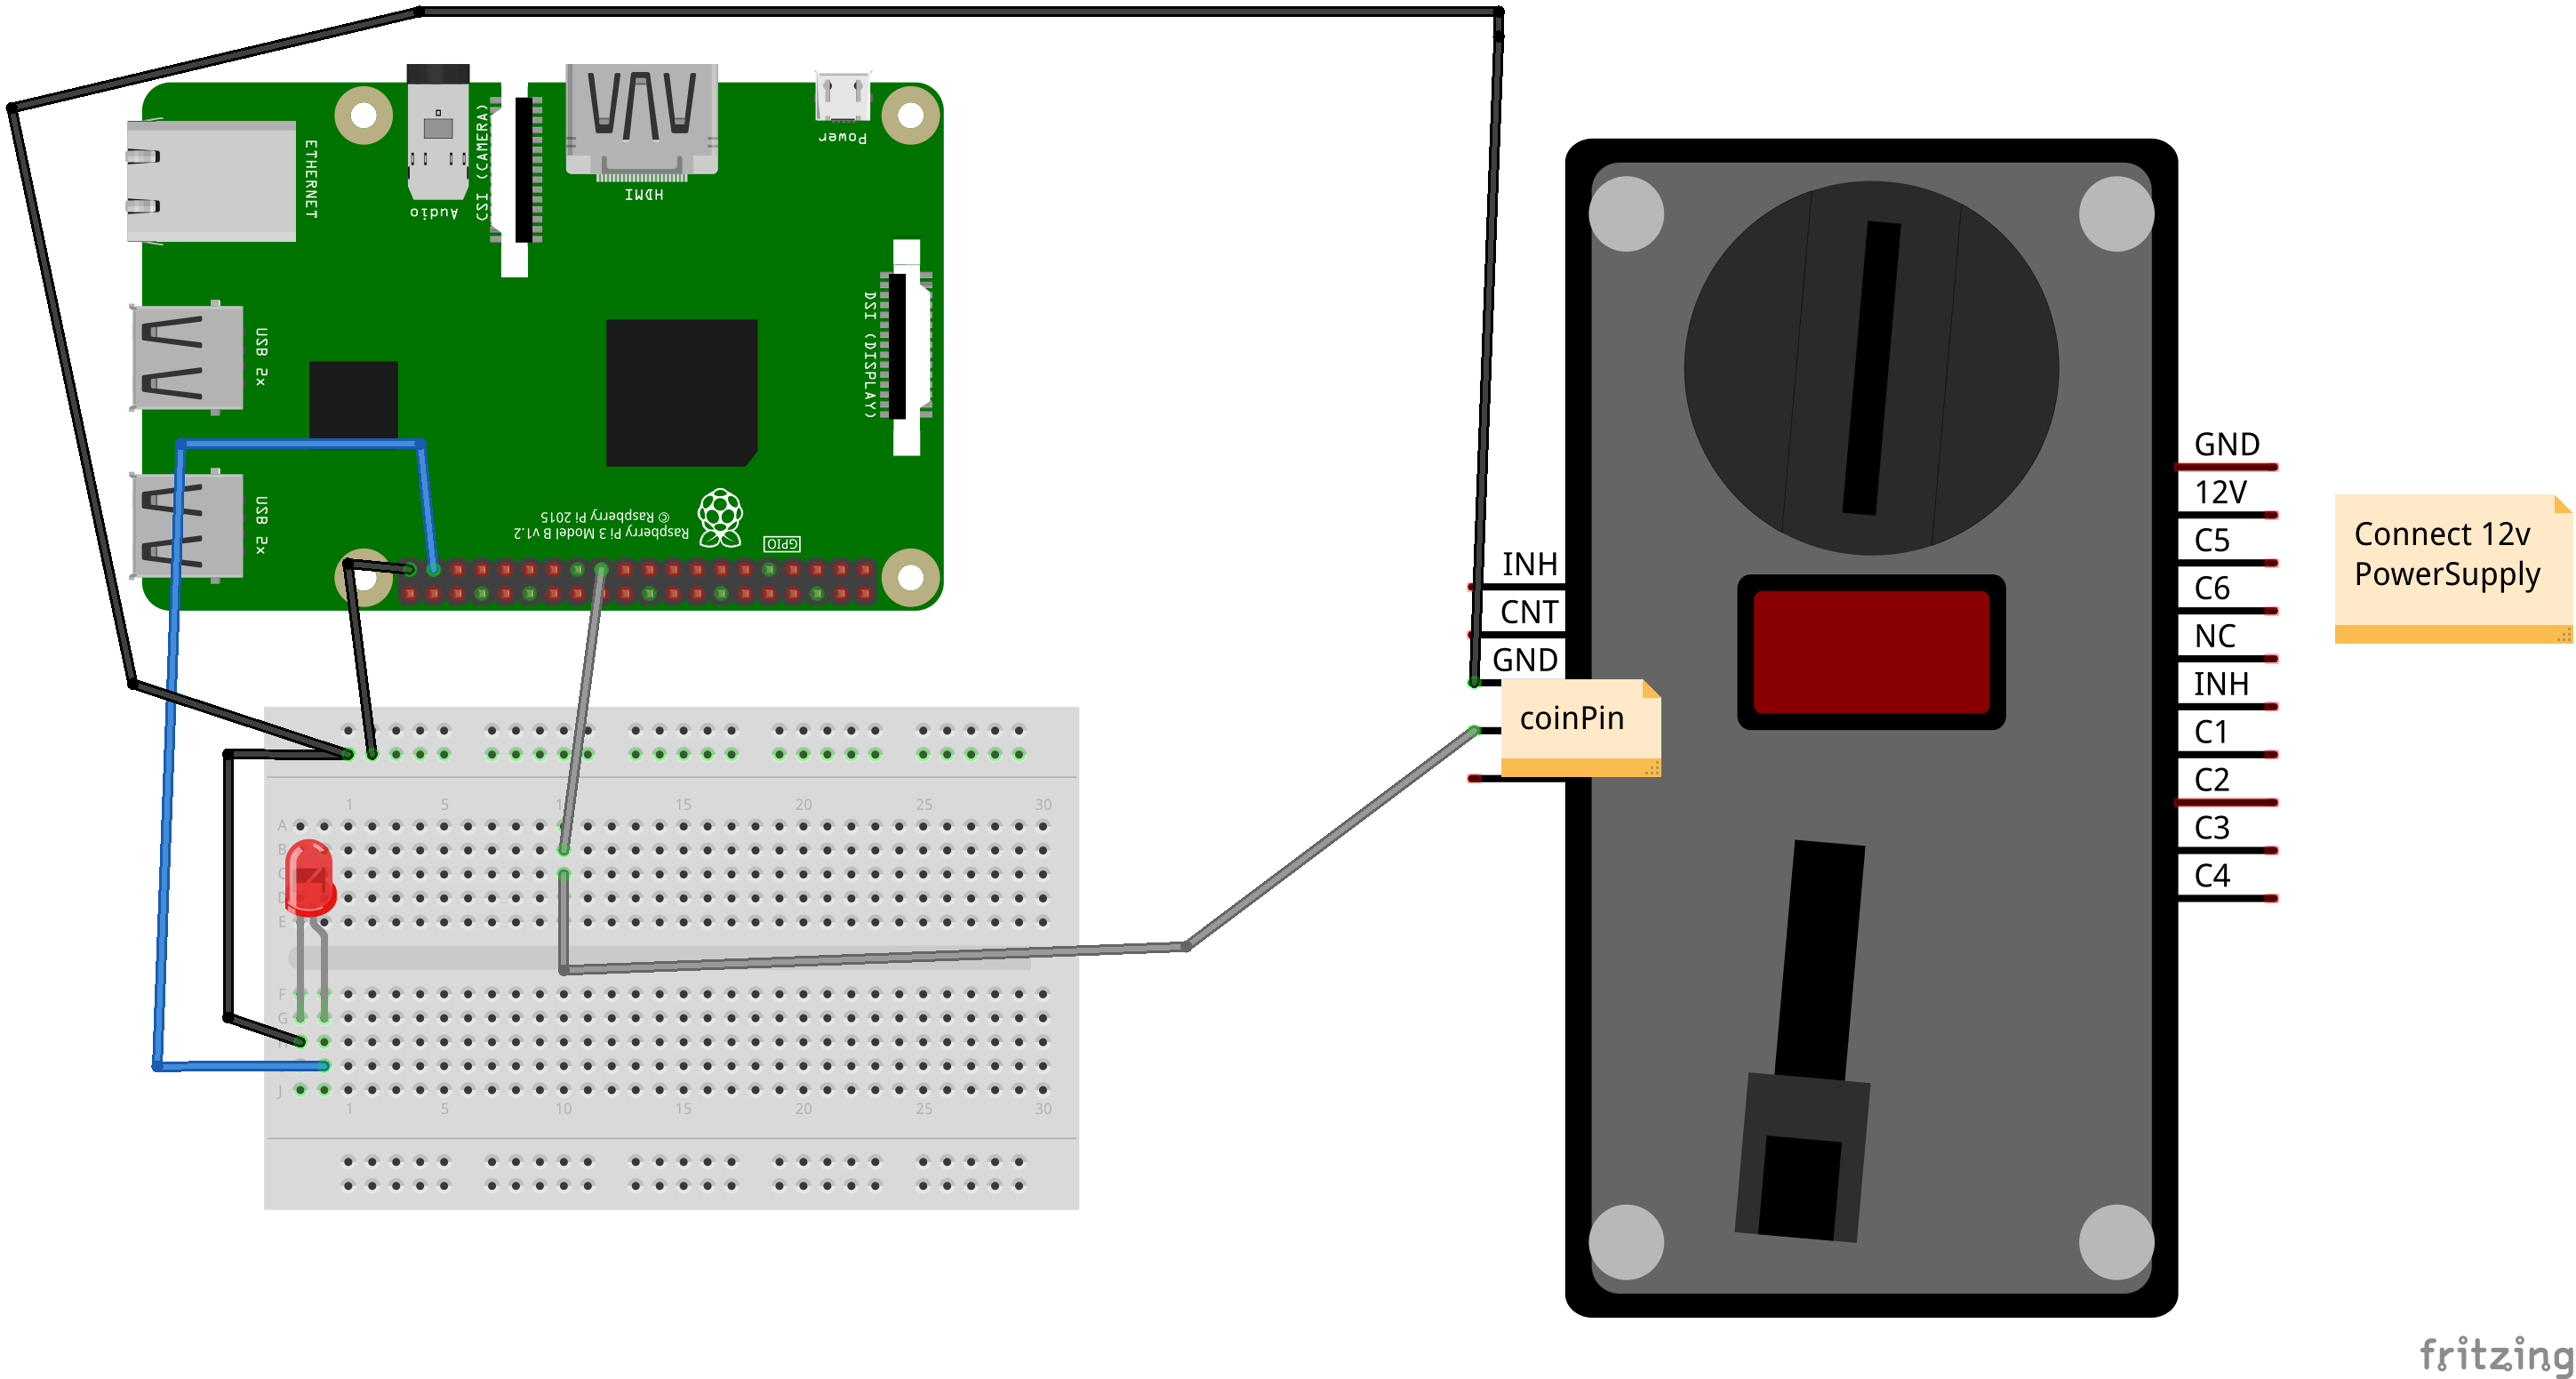 ETHERNET
Audio
CSI (CAMERA)
HDMI
Power
DSI (DISPLAY)
USB 2x
USB 2x
Raspberry Pi 3 Model B v1.2
© Raspberry Pi 2015
GPIO
1 5 15 20 25 30
A
B
C
D
E
F
G
J
1 5 10 15 20 25 30
INH
CNT
GND
coinPin
GND
12V
C5
C6
NC
INH
C1
C2
C3
C4
Connect 12v
PowerSupply
fritzing